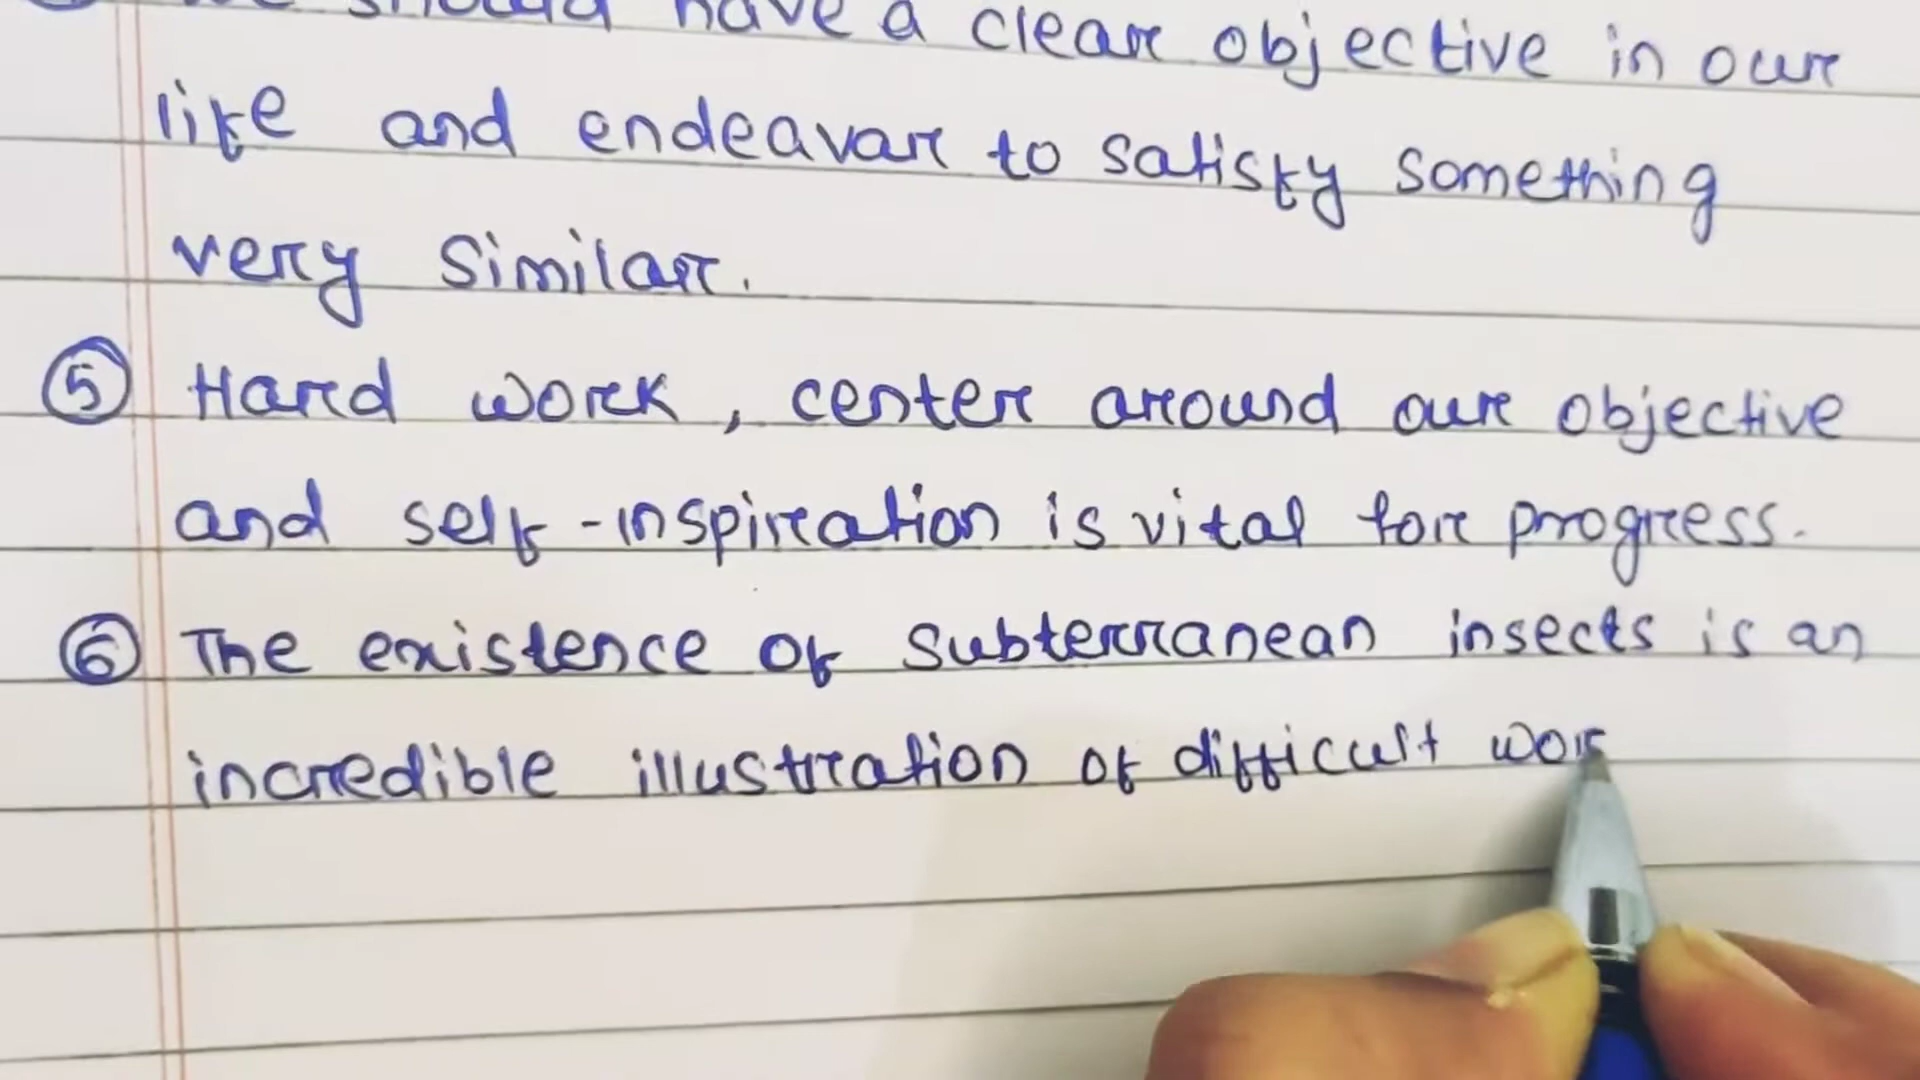 should have a clear objective in our
life and endeavar to satisfy something
very similar.
5 Hard work, center around our objective
and self-inspiration is vital for progress.
6 The existence of subterranean insects is an
incredible illustration of difficult wor